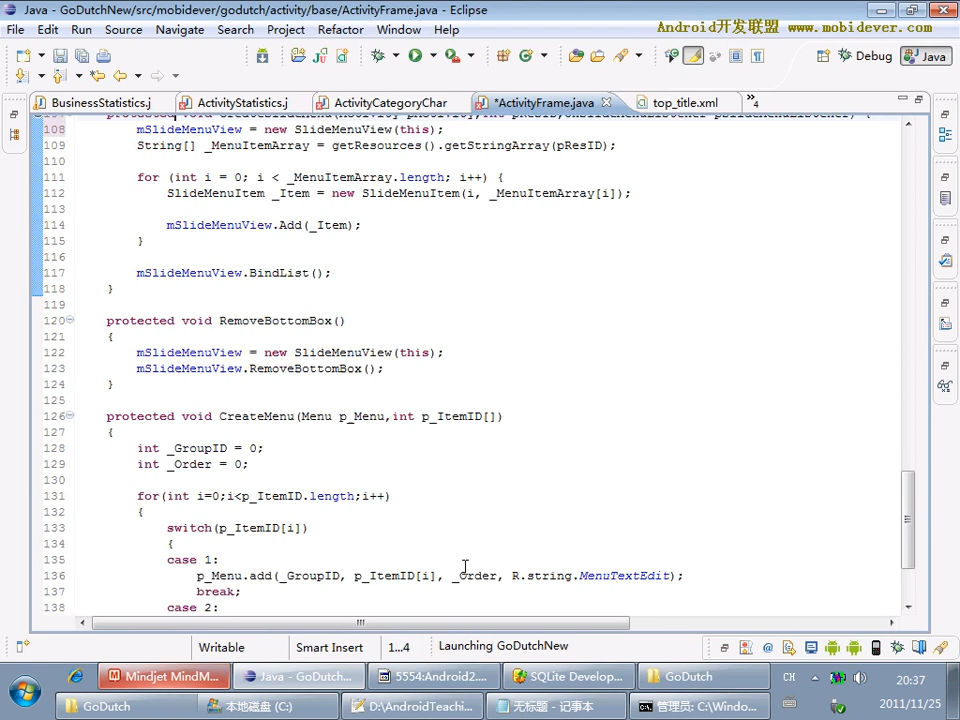 Java - GoDutchNew/src/mobidever/godutch/activity/base/ActivityFrame.java - Eclipse
File Edit Run Source Navigate Search Project Refactor Window Help
Android开发联盟 www.mobidever.com
Debug Java
BusinessStatistics.j ActivityStatistics.j ActivityCategoryChar *ActivityFrame.java top_title.xml »4
108 mSlideMenuView = new SlideMenuView(this);
109 String[] _MenuItemArray = getResources().getStringArray(pResID);
110
111 for (int i = 0; i < _MenuItemArray.length; i++) {
112 SlideMenuItem _Item = new SlideMenuItem(i, _MenuItemArray[i]);
113
114 mSlideMenuView.Add(_Item);
115 }
116
117 mSlideMenuView.BindList();
118 }
119
120 protected void RemoveBottomBox()
121 {
122 mSlideMenuView = new SlideMenuView(this);
123 mSlideMenuView.RemoveBottomBox();
124 }
125
126 protected void CreateMenu(Menu p_Menu,int p_ItemID[])
127 {
128 int _GroupID = 0;
129 int _Order = 0;
130
131 for(int i=0;i<p_ItemID.length;i++)
132 {
133 switch(p_ItemID[i])
134 {
135 case 1:
136 p_Menu.add(_GroupID, p_ItemID[i], _Order, R.string.MenuTextEdit);
137 break;
138 case 2:
Writable Smart Insert 1...4 Launching GoDutchNew
Mindjet MindM... Java - GoDutch... 5554:Android2.... SQLite Develop... GoDutch CH 20:37
GoDutch 本地磁盘 (C:) D:\AndroidTeachi... 无标题 - 记事本 管理员: C:\Windo... 2011/11/25